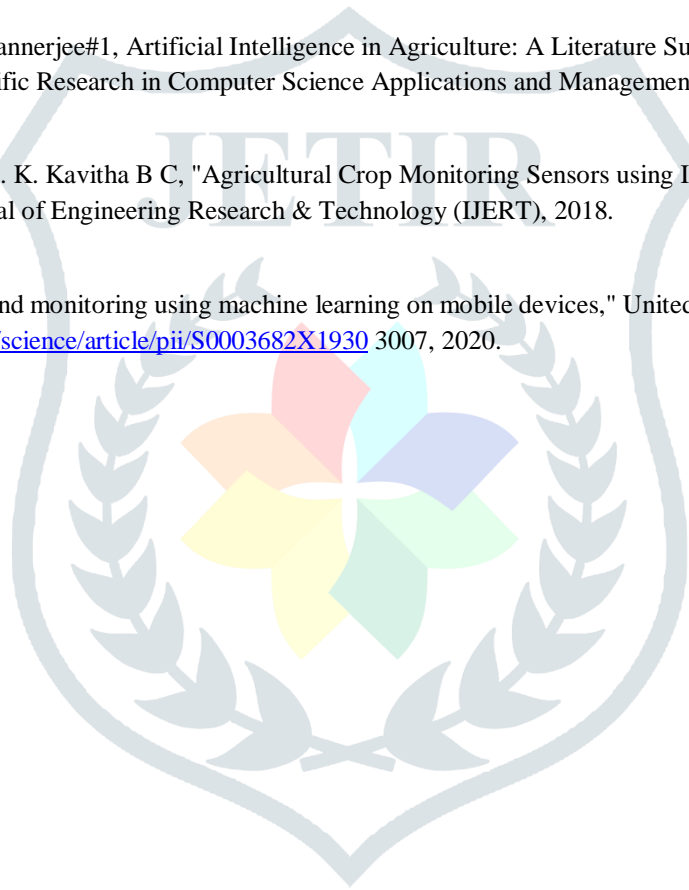 annerjee#1, Artificial Intelligence in Agriculture: A Literature Su
ific Research in Computer Science Applications and Managemen
JETIR
. K. Kavitha B C, "Agricultural Crop Monitoring Sensors using I
al of Engineering Research & Technology (IJERT), 2018.
nd monitoring using machine learning on mobile devices," United
/science/article/pii/S0003682X1930 3007, 2020.